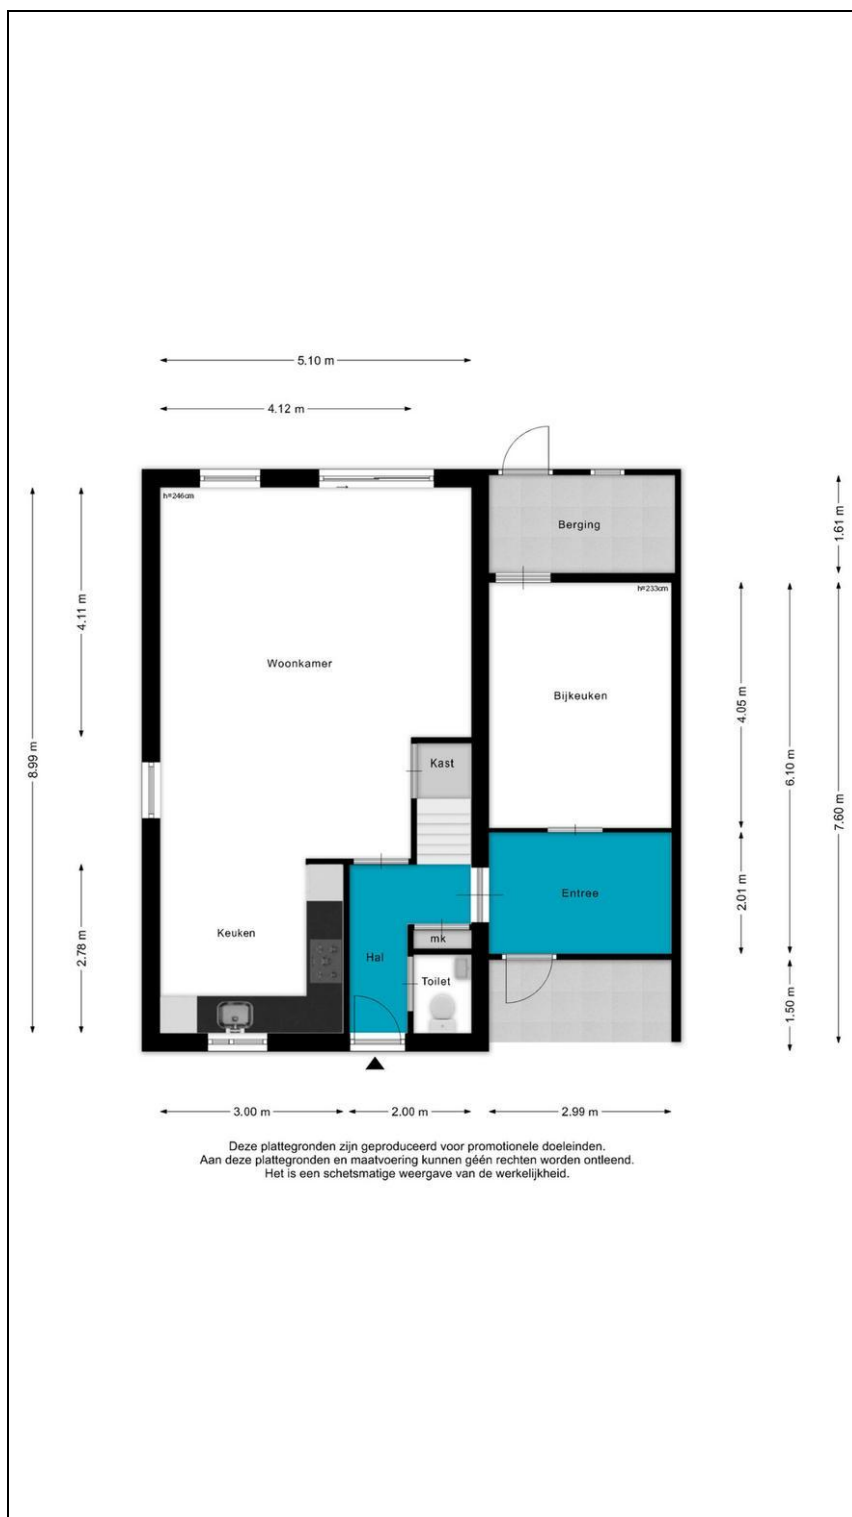 5.10 m
4.12 m
h=246cm
Berging
1.61 m
h=233cm
4.11 m
Woonkamer
Bijkeuken
4.05 m
6.10 m
8.99 m
Kast
7.60 m
2.01 m
Entree
Keuken
mk
2.78 m
Hal
Toilet
1.50 m
3.00 m
2.00 m
2.99 m
Deze plattegronden zijn geproduceerd voor promotionele doeleinden.
Aan deze plattegronden en maatvoering kunnen géén rechten worden ontleend.
Het is een schetsmatige weergave van de werkelijkheid.